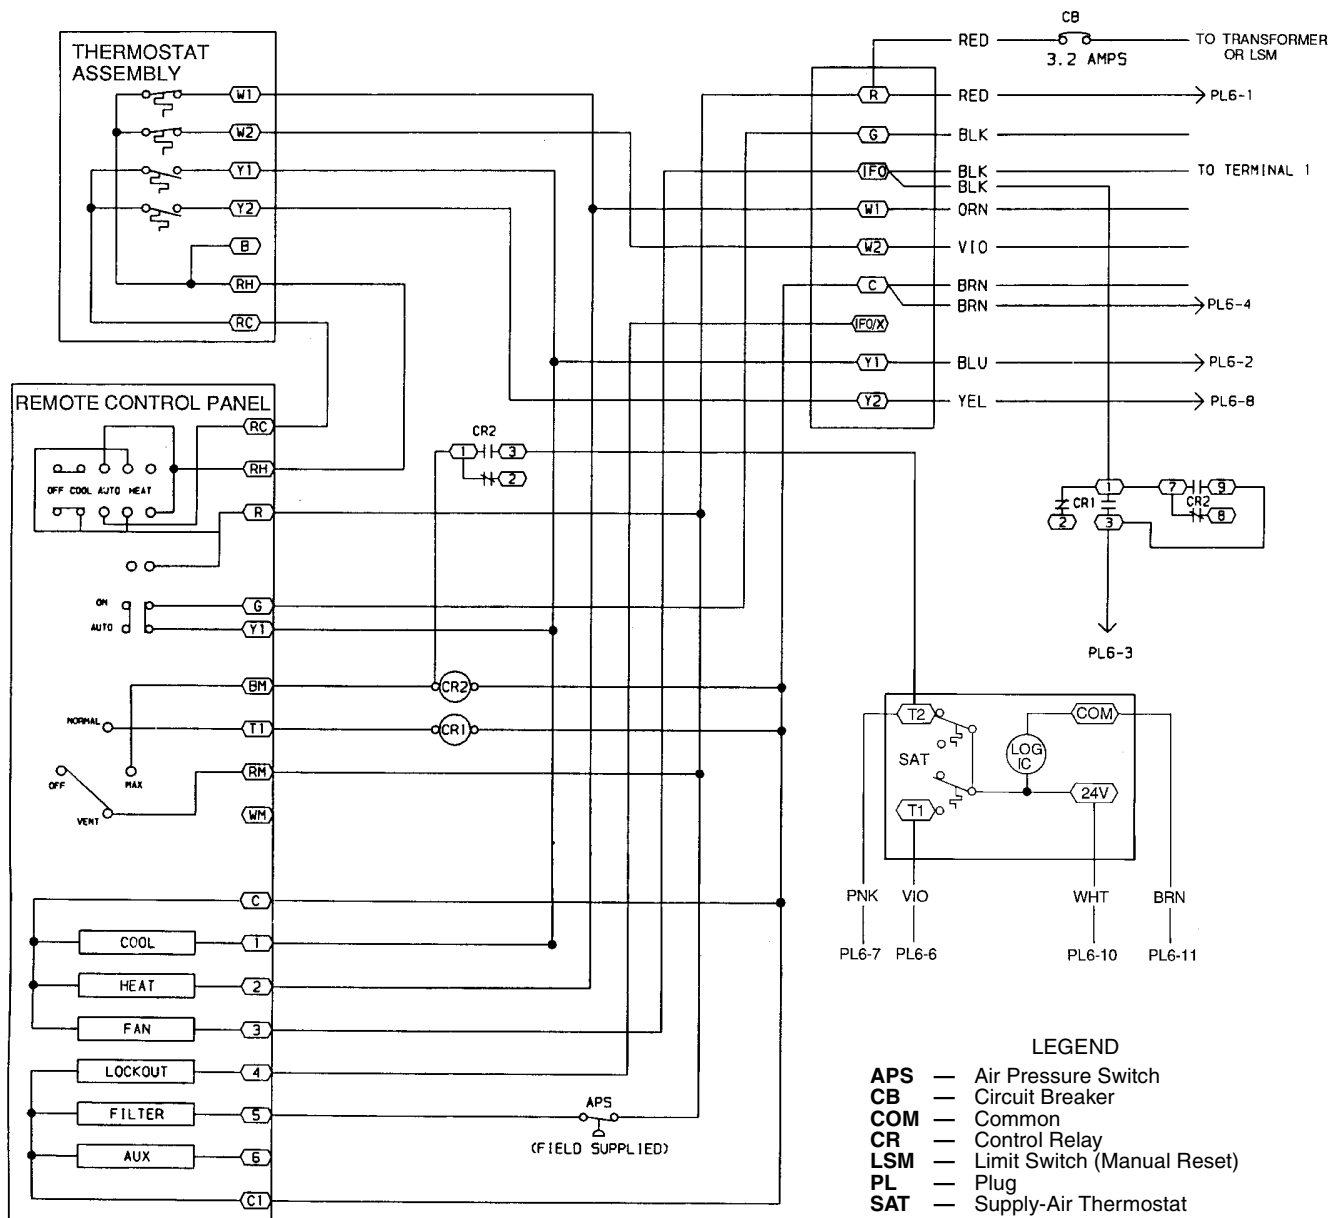 THERMOSTAT
ASSEMBLY
W1
W2
Y1
Y2
B
RH
RC
REMOTE CONTROL PANEL
RC
RH
OFF COOL AUTO HEAT
R
ON
G
AUTO
Y1
BM
NORMAL
T1
OFF
MAX
RM
VENT
WM
C
COOL
1
HEAT
2
FAN
3
LOCKOUT
4
FILTER
5
AUX
6
C1
CR2
1
3
2
CR2
CR1
APS
(FIELD SUPPLIED)
CB
RED
3.2 AMPS
TO TRANSFORMER
OR LSM
R
RED
PL6-1
G
BLK
IFO
BLK
TO TERMINAL 1
BLK
W1
ORN
W2
VIO
C
BRN
BRN
PL6-4
IFO/X
Y1
BLU
PL6-2
Y2
YEL
PL6-8
1
7
9
CR1
CR2
2
3
8
PL6-3
T2
COM
SAT
LOG
IC
T1
24V
PNK
VIO
WHT
BRN
PL6-7
PL6-6
PL6-10
PL6-11
LEGEND
APS — Air Pressure Switch
CB — Circuit Breaker
COM — Common
CR — Control Relay
LSM — Limit Switch (Manual Reset)
PL — Plug
SAT — Supply-Air Thermostat